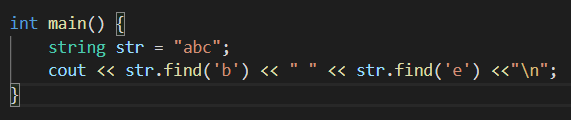 int main() {
    string str = "abc";
    cout << str.find('b') << " " << str.find('e') <<"\n";
}